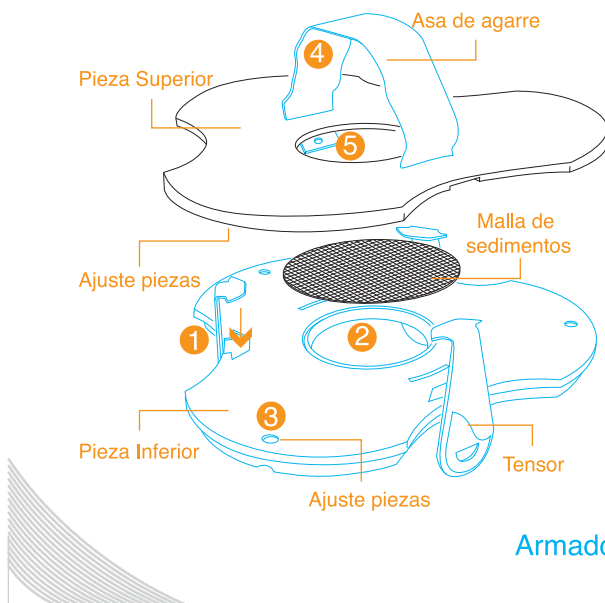 Asa de agarre
4
Pieza Superior
5
Malla de
sedimentos
Ajuste piezas
1
2
3
Pieza Inferior
Tensor
Ajuste piezas
Armado